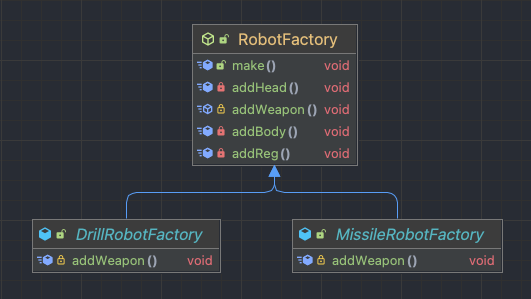 RobotFactory
make() void
addHead() void
addWeapon() void
addBody() void
addReg() void
DrillRobotFactory
addWeapon() void
MissileRobotFactory
addWeapon() void